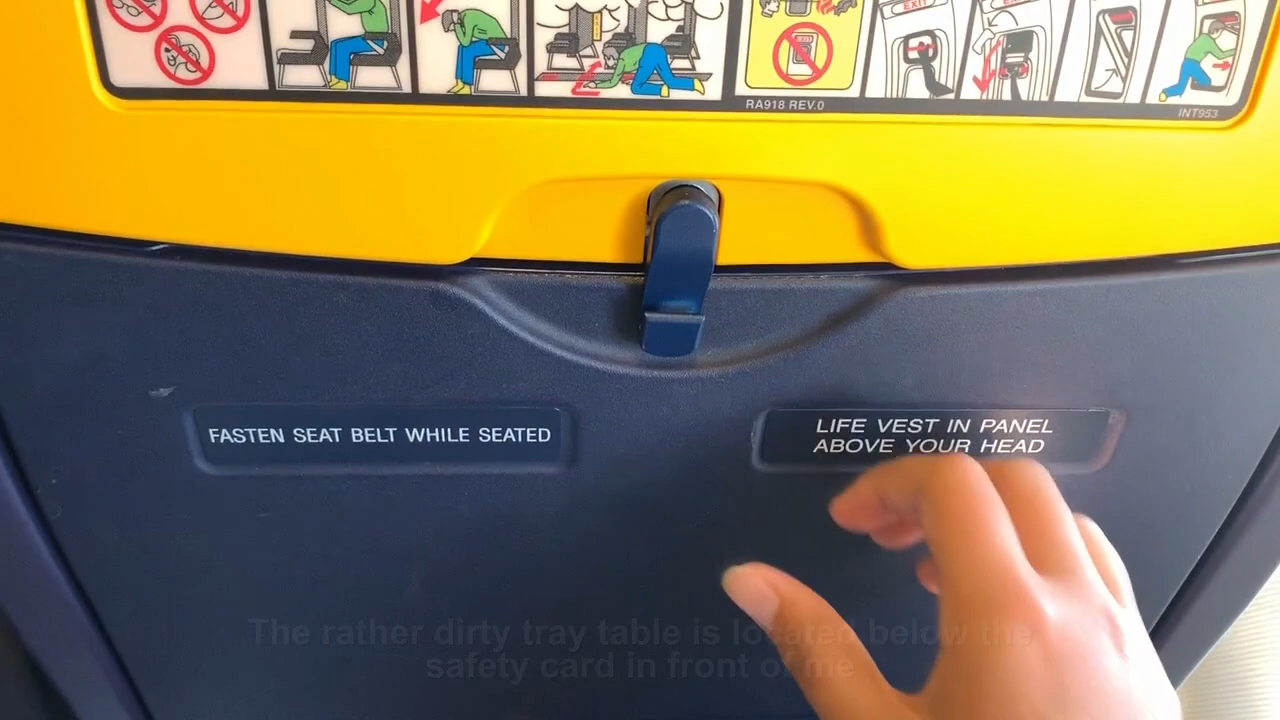 EXIT
EXIT
RA918 REV.0
INT953
FASTEN SEAT BELT WHILE SEATED
LIFE VEST IN PANEL
ABOVE YOUR HEAD
The rather dirty tray table is located below the
safety card in front of me